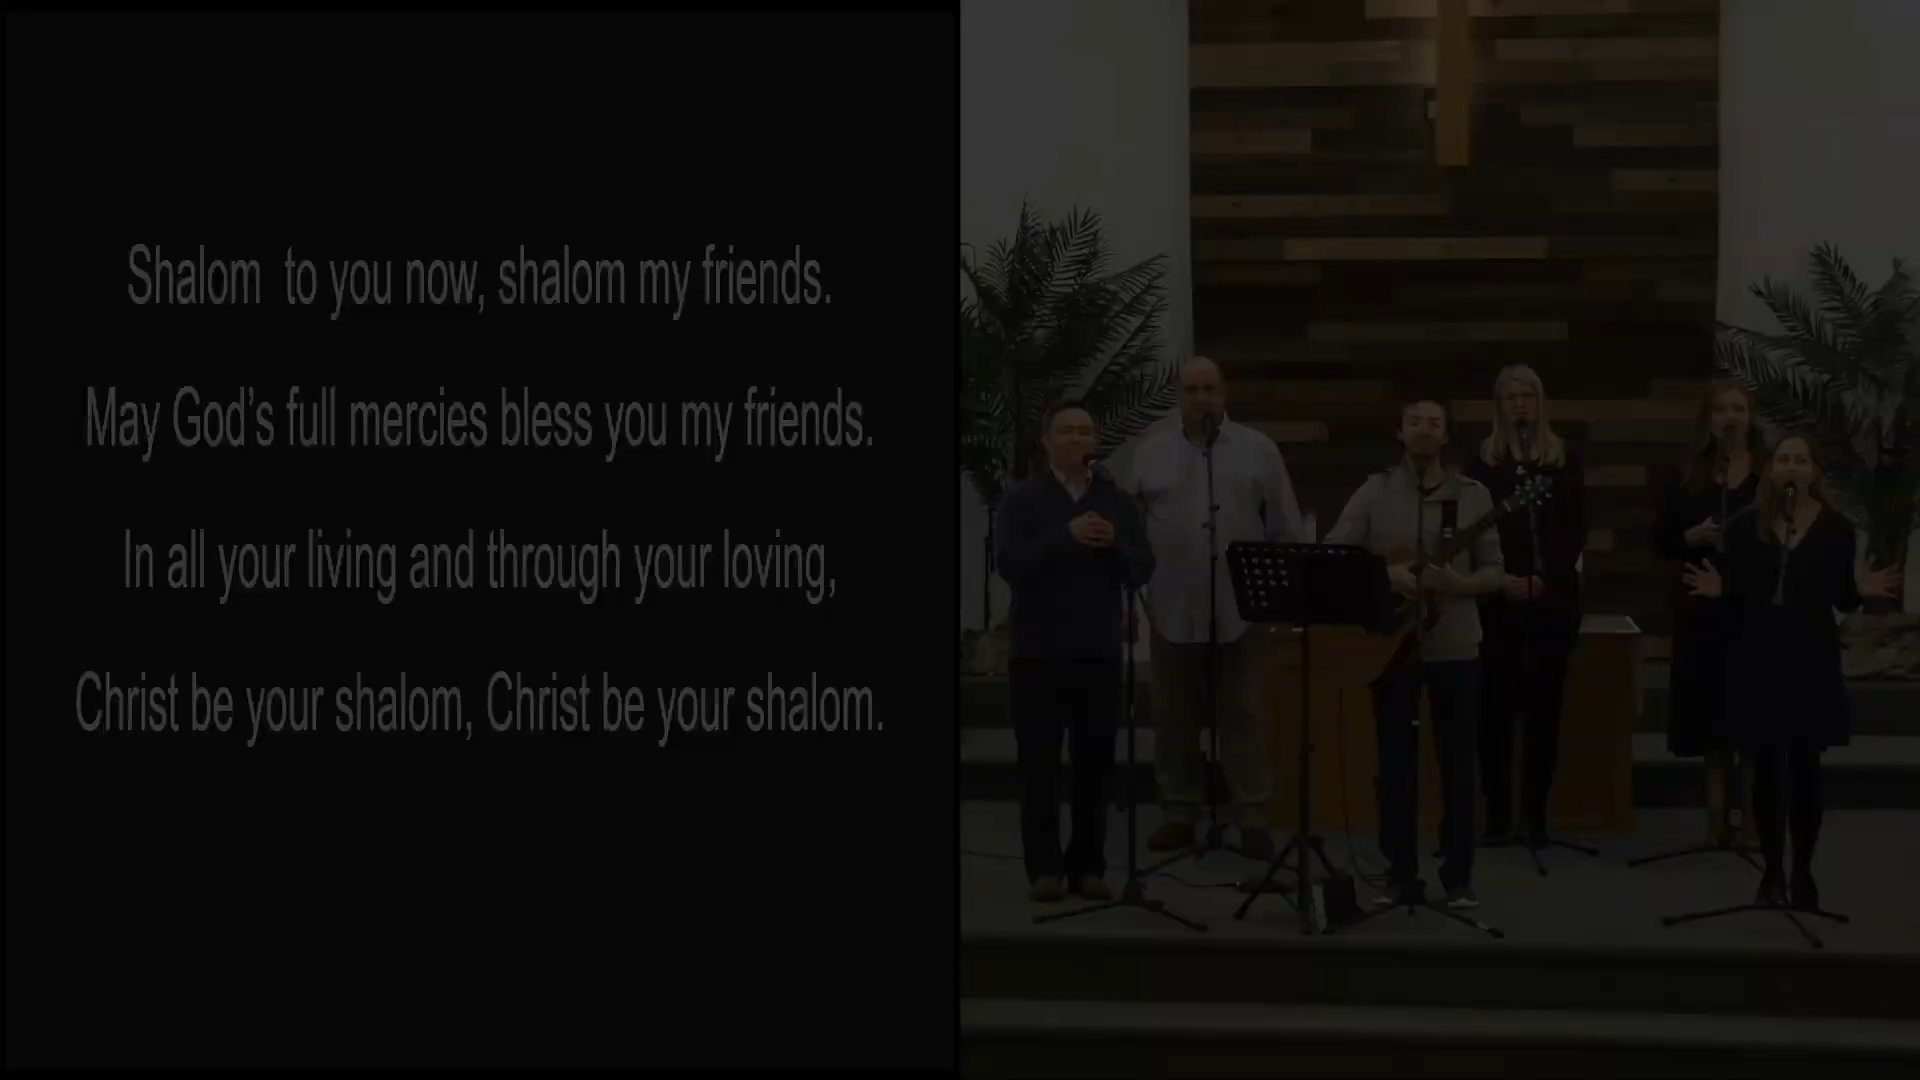 Shalom  to you now, shalom my friends.
May God’s full mercies bless you my friends.
In all your living and through your loving,
Christ be your shalom, Christ be your shalom.